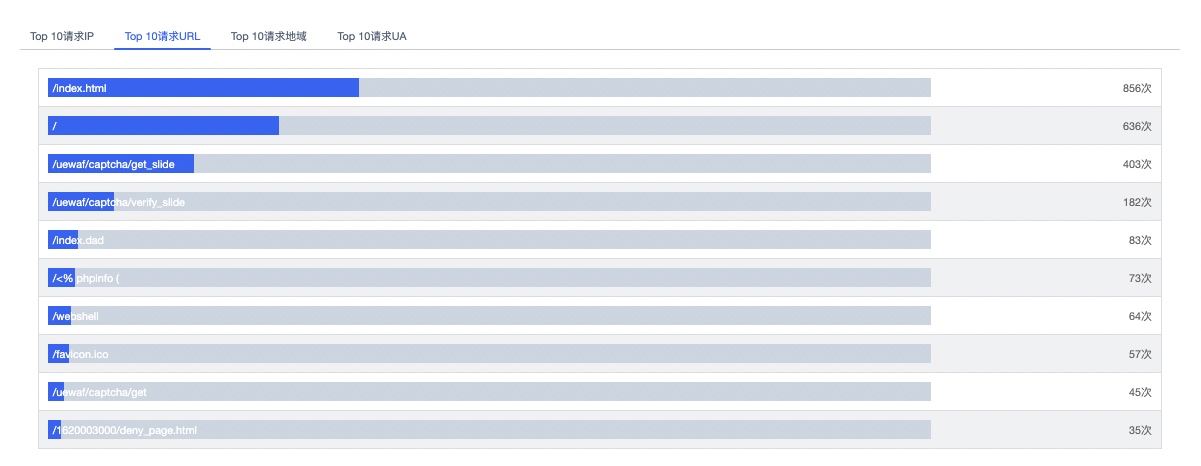 Top 10请求IP Top 10请求URL Top 10请求地域 Top 10请求UA
/index.html 856次
/ 636次
/uewaf/captcha/get_slide 403次
/uewaf/captcha/verify_slide 182次
/index.dad 83次
/<% phpinfo ( 73次
/webshell 64次
/favicon.ico 57次
/uewaf/captcha/get 45次
/1620003000/deny_page.html 35次